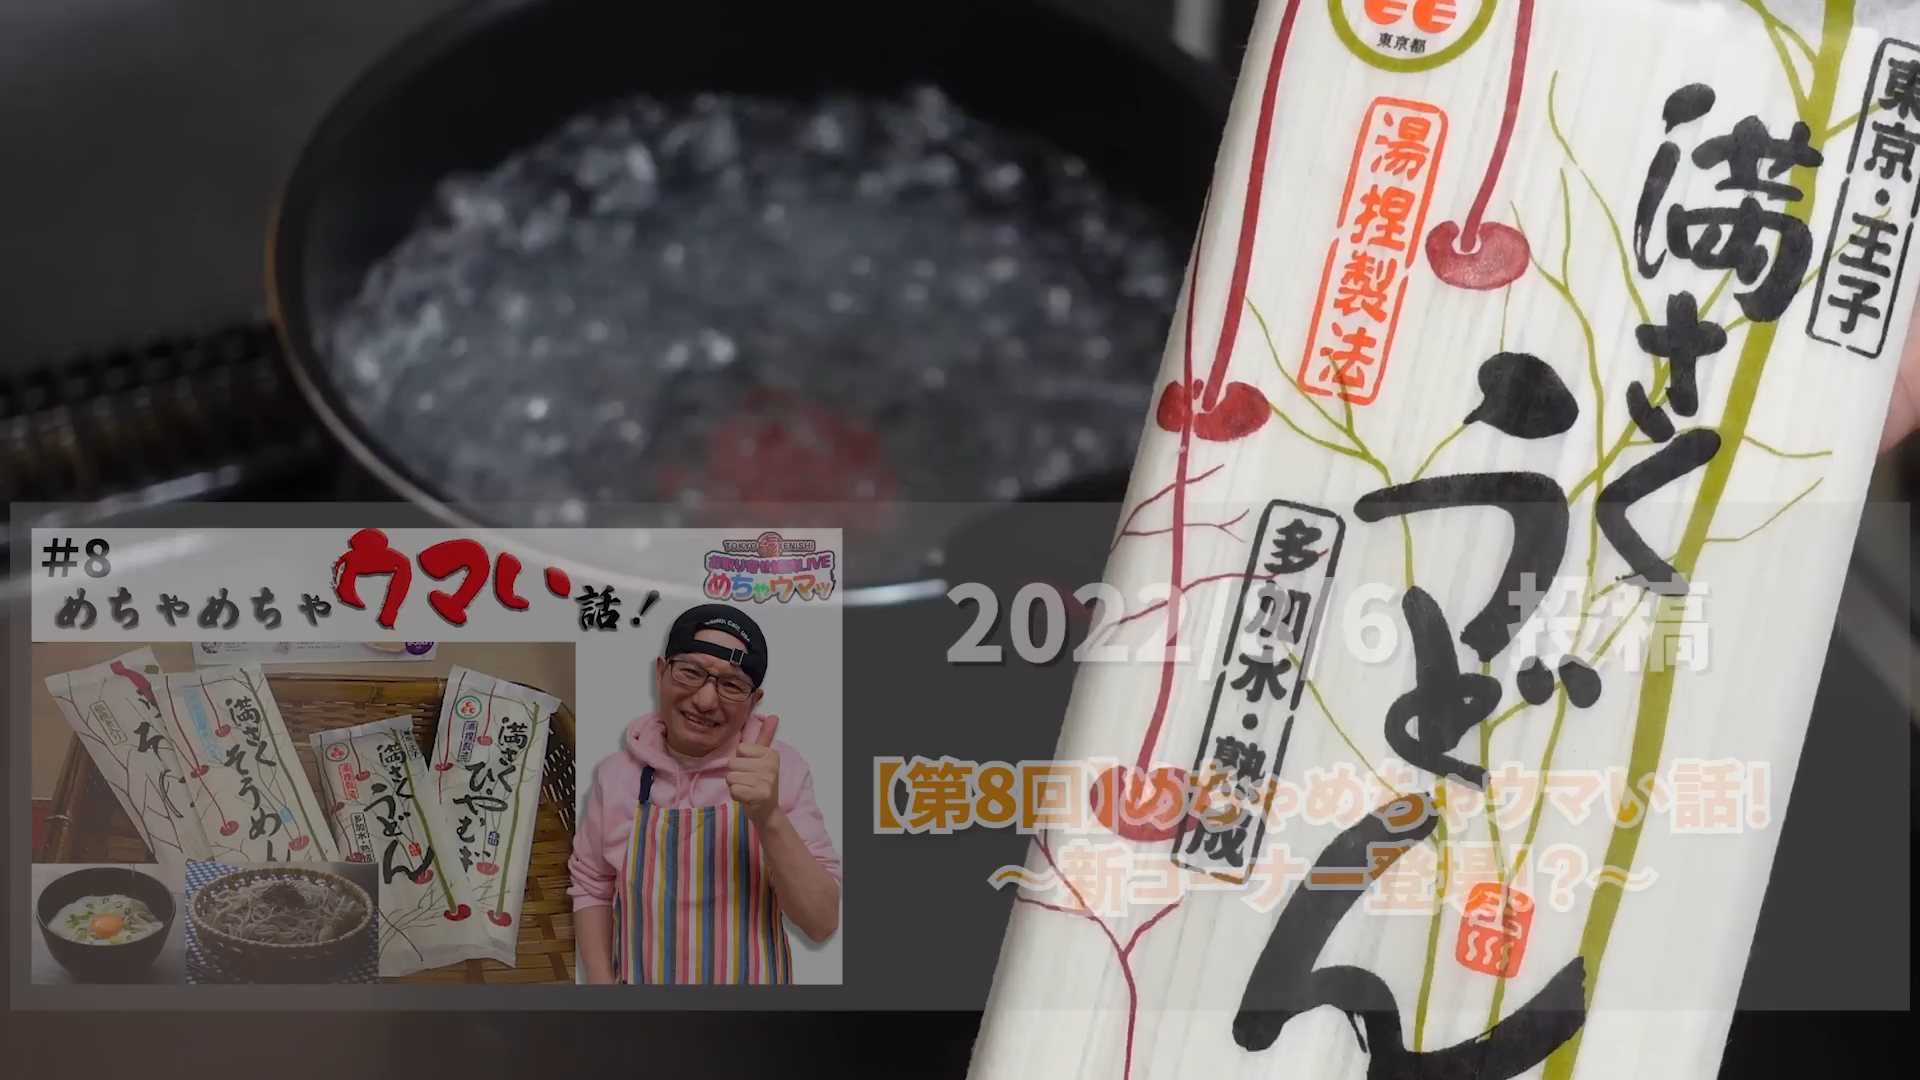 東京都
東京・王子
満さく
うどん
湯捏製法
多加水・熟成
#8
めちゃめちゃウマい話!
TOKYO ENISHI
めちゃウマッ
満さく
そうめん
満さく
うどん
満さく
ひやむぎ
湯捏製法
多加水・熟成
投稿
【第8回】めちゃめちゃウマい話!
～新コーナー登場!?～